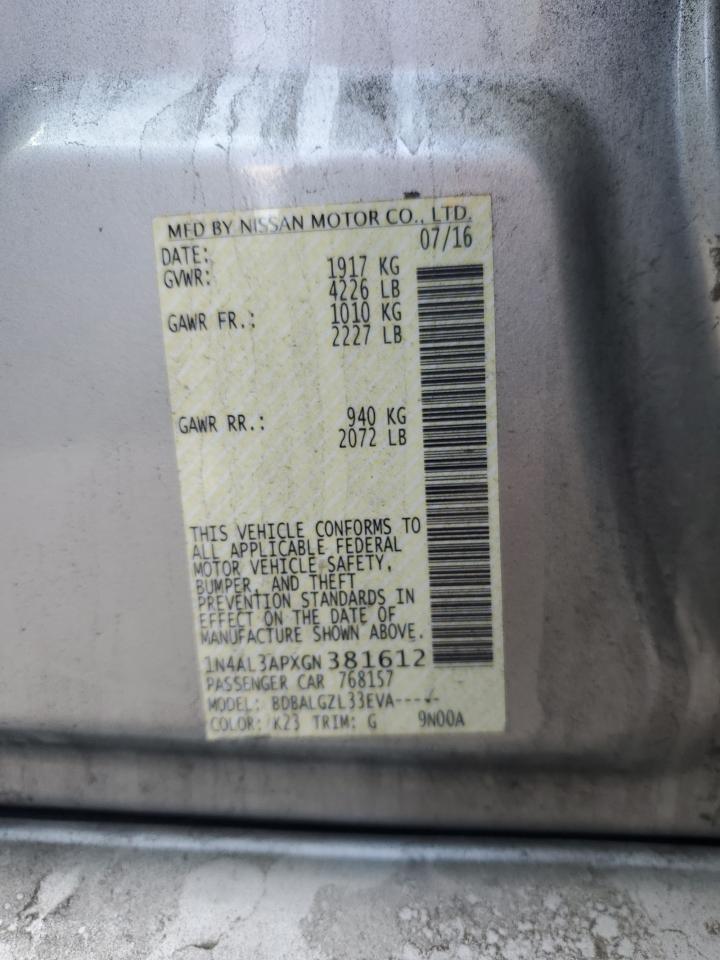 MFD BY NISSAN MOTOR CO., LTD.
DATE: 07/16
GVWR: 1917 KG
4226 LB
GAWR FR.: 1010 KG
2227 LB
GAWR RR.: 940 KG
2072 LB
THIS VEHICLE CONFORMS TO
ALL APPLICABLE FEDERAL
MOTOR VEHICLE SAFETY,
BUMPER, AND THEFT
PREVENTION STANDARDS IN
EFFECT ON THE DATE OF
MANUFACTURE SHOWN ABOVE.
1N4AL3APXGN381612
PASSENGER CAR 768157
MODEL: BDBALGZL33EVA-----
COLOR: K23 TRIM: G 9N00A